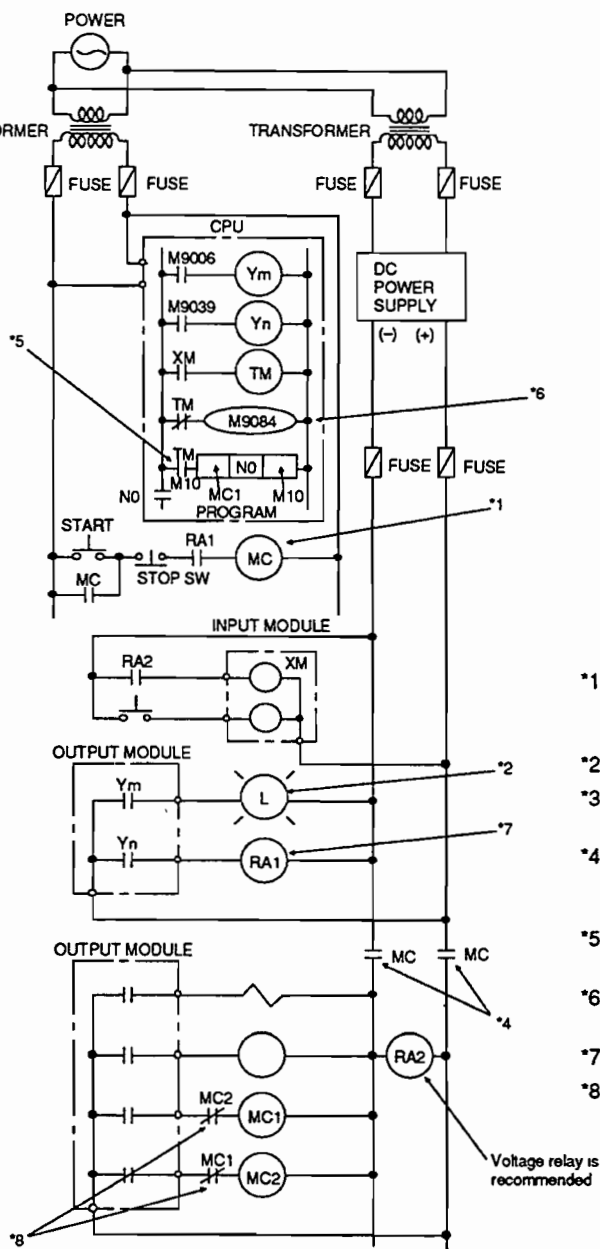 POWER
ORMER
TRANSFORMER
FUSE
FUSE
FUSE
FUSE
CPU
M9006
Ym
DC
POWER
SUPPLY
(-) (+)
M9039
Yn
*5
XM
TM
TM
M9084
*6
TM
M10
N0
M10
N0
MC1
PROGRAM
FUSE
FUSE
*1
START
RA1
MC
STOP SW
MC
INPUT MODULE
RA2
XM
*1
OUTPUT MODULE
*2
*2
Ym
L
*3
*7
Yn
RA1
*4
OUTPUT MODULE
MC
MC
*5
*4
*6
RA2
*7
*8
MC2
MC1
MC1
MC2
Voltage relay is
recommended
*8